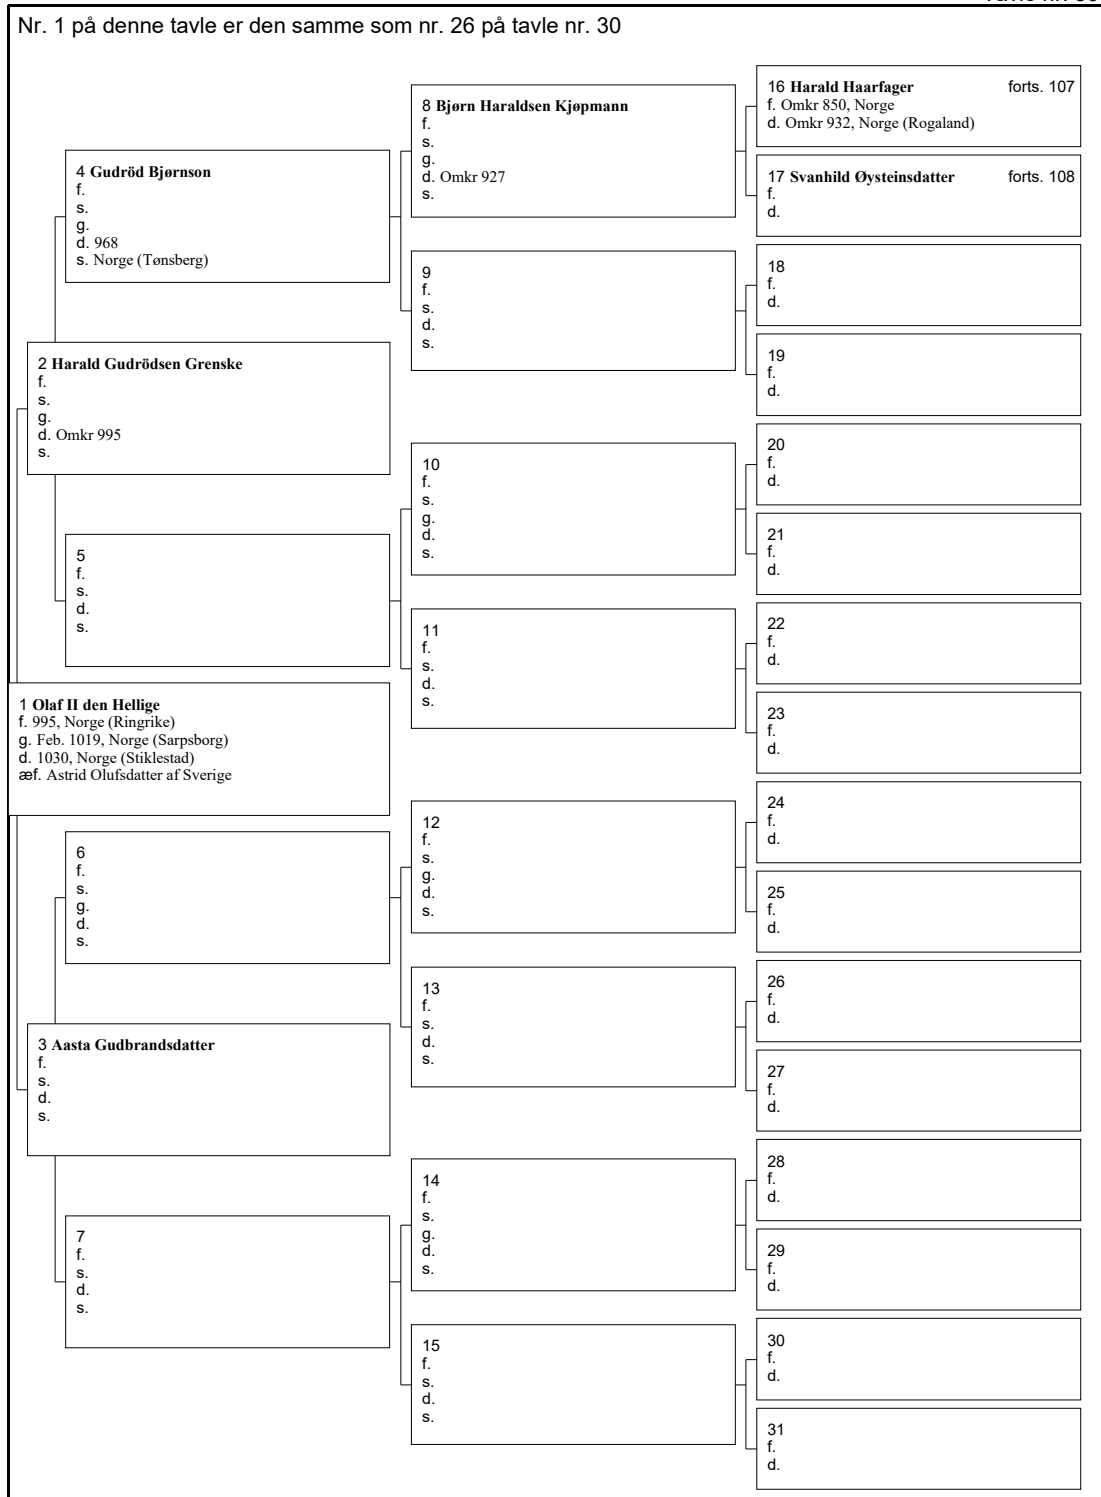 Nr. 1 på denne tavle er den samme som nr. 26 på tavle nr. 30
16 Harald Haarfager forts. 107
f. Omkr 850, Norge
d. Omkr 932, Norge (Rogaland)
8 Bjørn Haraldsen Kjøpmann
f.
s.
g.
d. Omkr 927
s.
17 Svanhild Øysteinsdatter forts. 108
f.
d.
4 Gudröd Bjørnson
f.
s.
g.
d. 968
s. Norge (Tønsberg)
18
f.
d.
9
f.
s.
d.
s.
19
f.
d.
2 Harald Gudrödsen Grenske
f.
s.
g.
d. Omkr 995
s.
20
f.
d.
10
f.
s.
g.
d.
s.
21
f.
d.
5
f.
s.
d.
s.
22
f.
d.
11
f.
s.
d.
s.
23
f.
d.
1 Olaf II den Hellige
f. 995, Norge (Ringrike)
g. Feb. 1019, Norge (Sarpsborg)
d. 1030, Norge (Stiklestad)
æf. Astrid Olufsdatter af Sverige
24
f.
d.
12
f.
s.
g.
d.
s.
25
f.
d.
6
f.
s.
g.
d.
s.
26
f.
d.
13
f.
s.
d.
s.
27
f.
d.
3 Aasta Gudbrandsdatter
f.
s.
d.
s.
28
f.
d.
14
f.
s.
g.
d.
s.
29
f.
d.
7
f.
s.
d.
s.
30
f.
d.
15
f.
s.
d.
s.
31
f.
d.